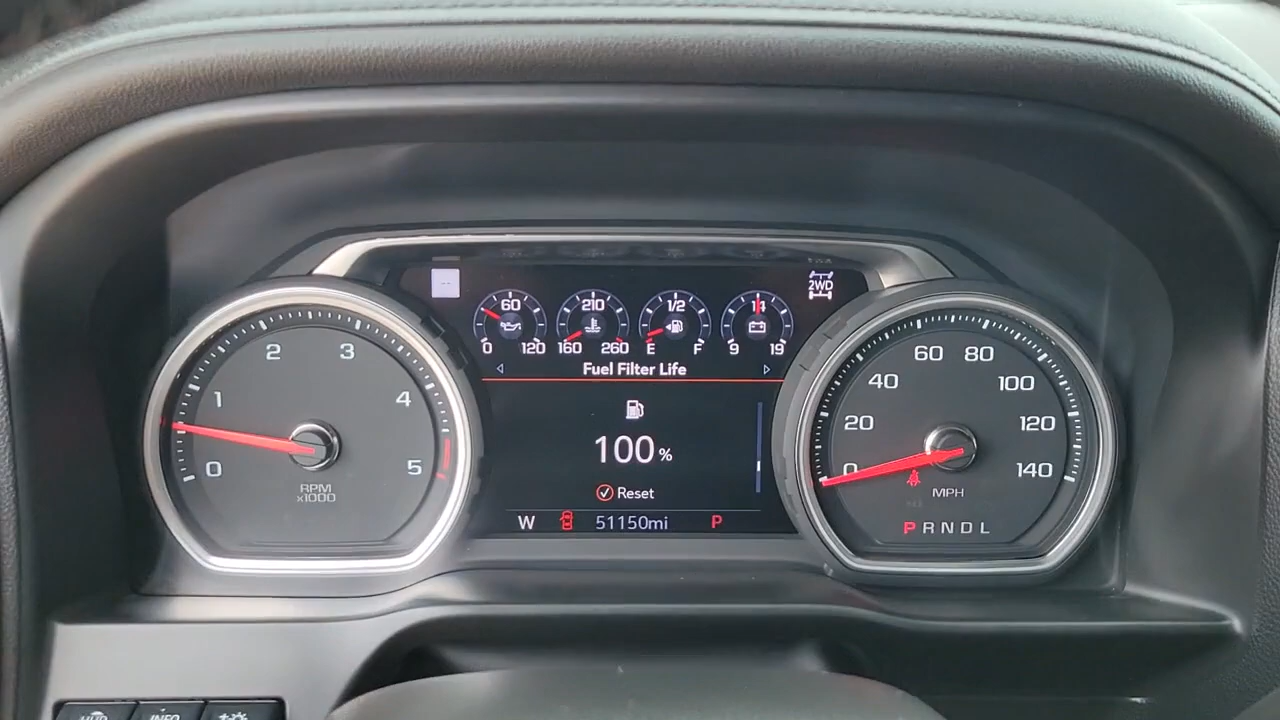 2WD
60 210 1/2 14
0 120 160 260 E F 9 19
Fuel Filter Life
100 %
Reset
W 51150mi P
0 1 2 3 4 5
RPM
x1000
0 20 40 60 80 100 120 140
MPH
P R N D L
HUD INFO